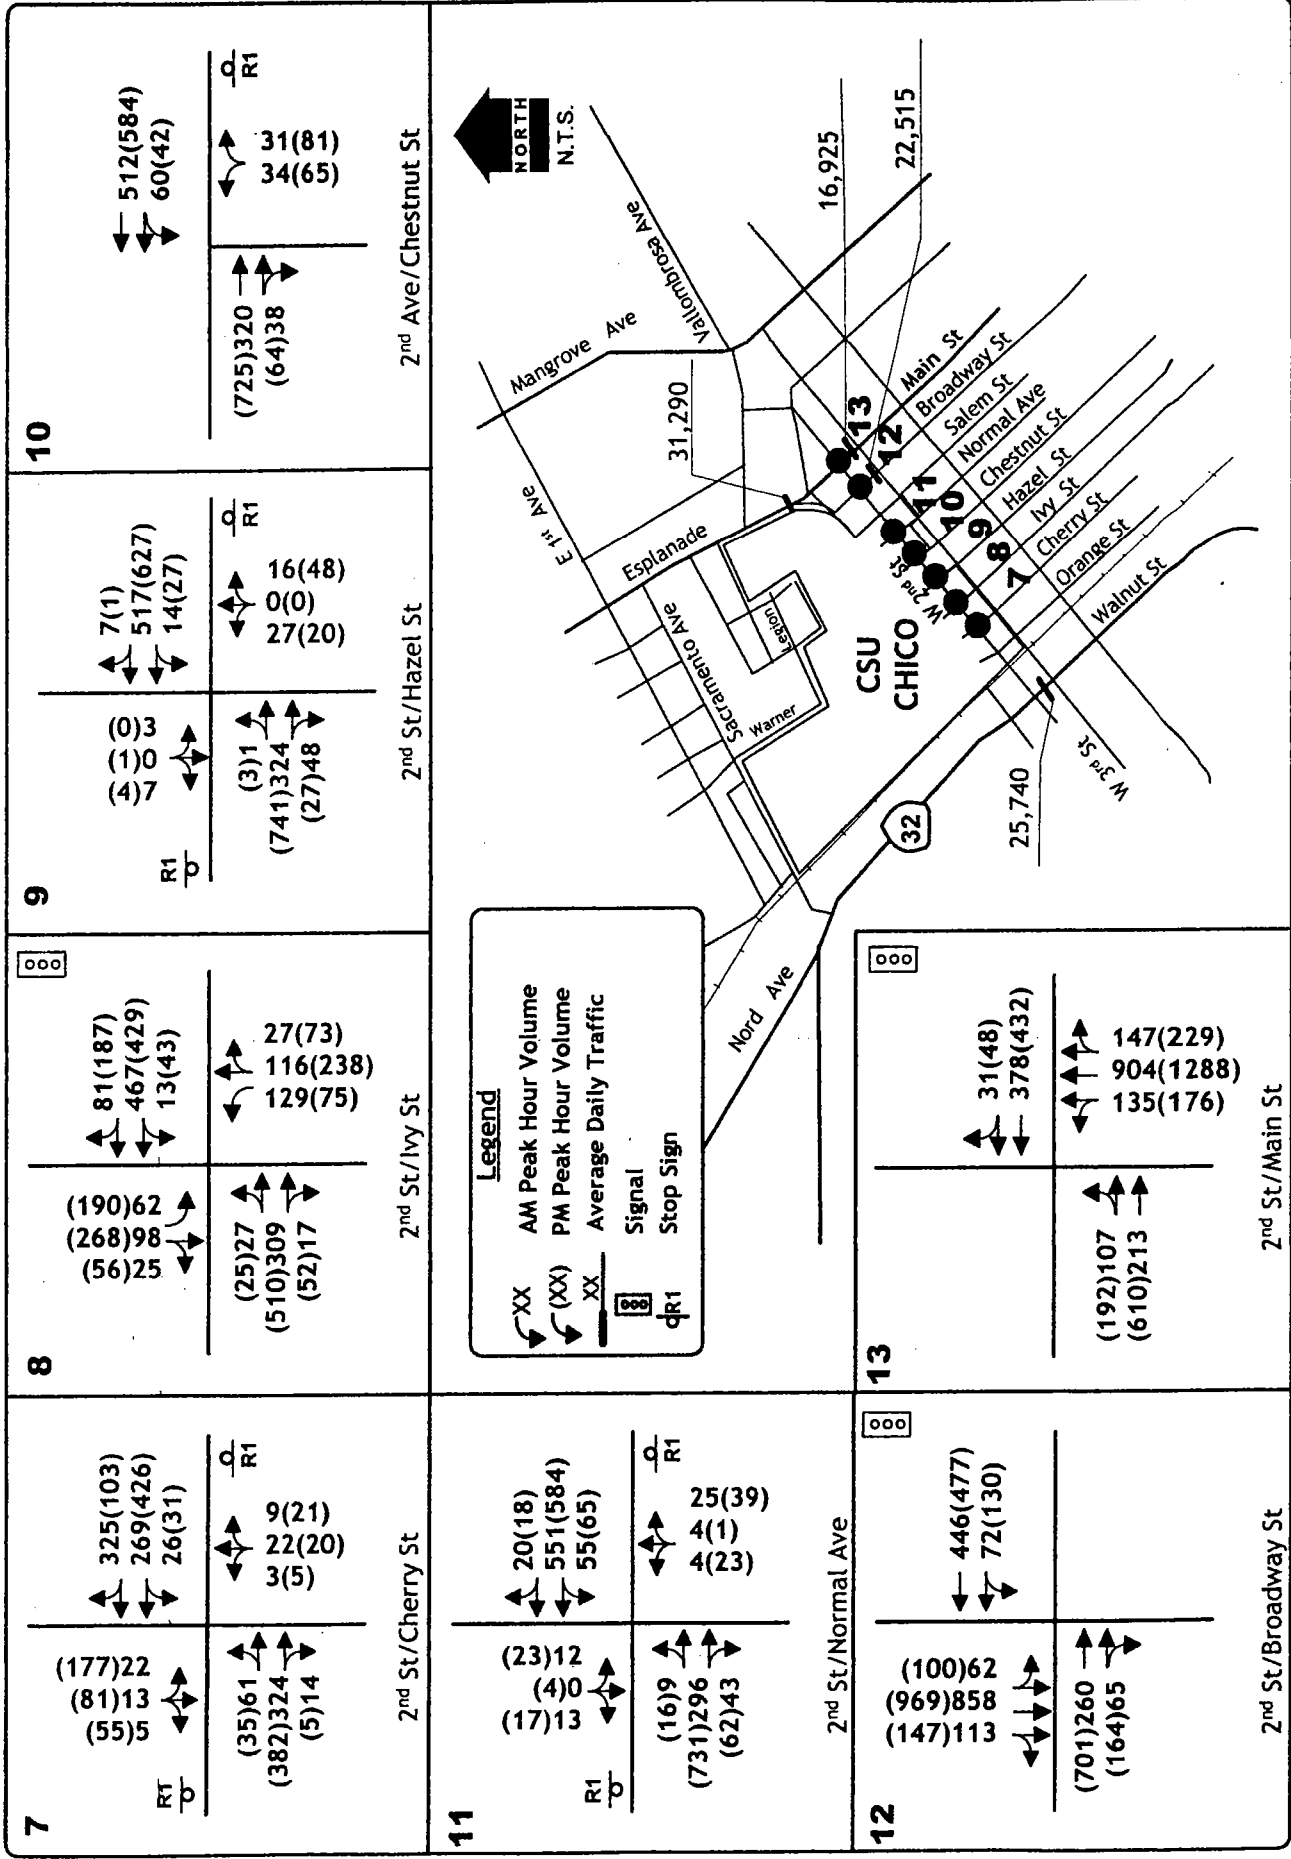 7
(177)22
(81)13
(55)5
325(103)
269(426)
26(31)
R1
(35)61
(382)324
(5)14
R1
9(21)
22(20)
3(5)
2nd St/Cherry St
8
(190)62
(268)98
(56)25
81(187)
467(429)
13(43)
(25)27
(510)309
(52)17
27(73)
116(238)
129(75)
2nd St/Ivy St
9
(0)3
(1)0
(4)7
7(1)
517(627)
14(27)
R1
(3)1
(741)324
(27)48
R1
16(48)
0(0)
27(20)
2nd St/Hazel St
10
512(584)
60(42)
(725)320
(64)38
R1
31(81)
34(65)
2nd Ave/Chestnut St
11
(23)12
(4)0
(17)13
20(18)
551(584)
55(65)
R1
(16)9
(731)296
(62)43
R1
25(39)
4(1)
4(23)
2nd St/Normal Ave
12
(100)62
(969)858
(147)113
446(477)
72(130)
(701)260
(164)65
2nd St/Broadway St
13
31(48)
378(432)
(192)107
(610)213
147(229)
904(1288)
135(176)
2nd St/Main St
Legend
XX AM Peak Hour Volume
(XX) PM Peak Hour Volume
XX Average Daily Traffic
Signal
R1 Stop Sign
NORTH
N.T.S.
E 1st Ave
Mangrove Ave
Vallombrosa Ave
Esplanade
31,290
16,925
22,515
Sacramento Ave
Legion
Warner
CSU
CHICO
W 2nd St
13
12
11
10
9
8
7
Main St
Broadway St
Salem St
Normal Ave
Chestnut St
Hazel St
Ivy St
Cherry St
Orange St
Walnut St
W 3rd St
Nord Ave
32
25,740